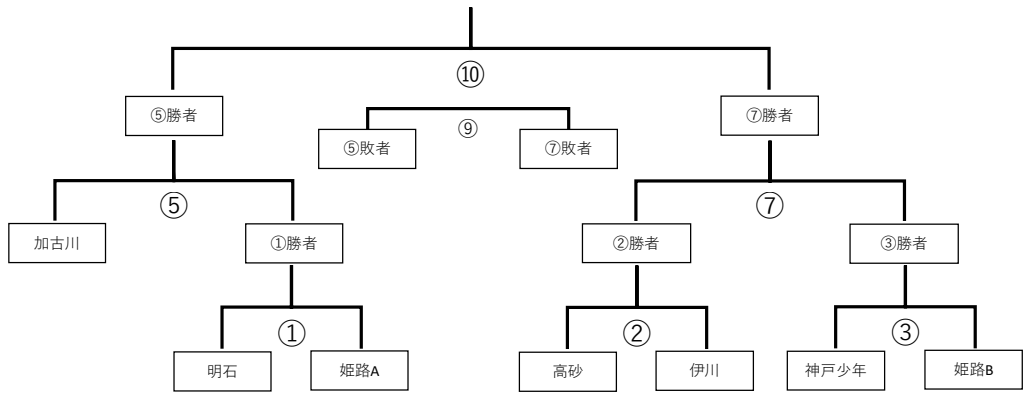 ⑩
⑤勝者
⑦勝者
⑨
⑤敗者
⑦敗者
⑤
⑦
加古川
①勝者
②勝者
③勝者
①
②
③
明石
姫路A
高砂
伊川
神戸少年
姫路B